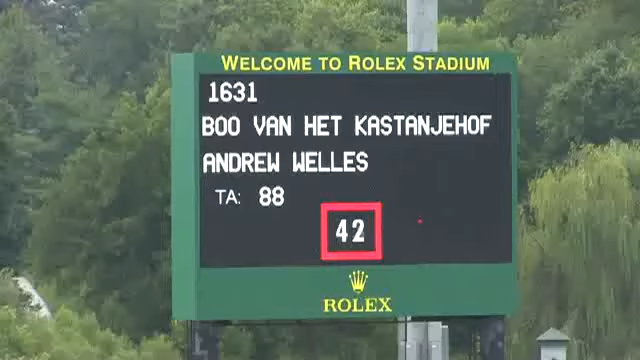 WELCOME TO ROLEX STADIUM
1631
BOO VAN HET KASTANJEHOF
ANDREW WELLES
TA: 88
42
ROLEX